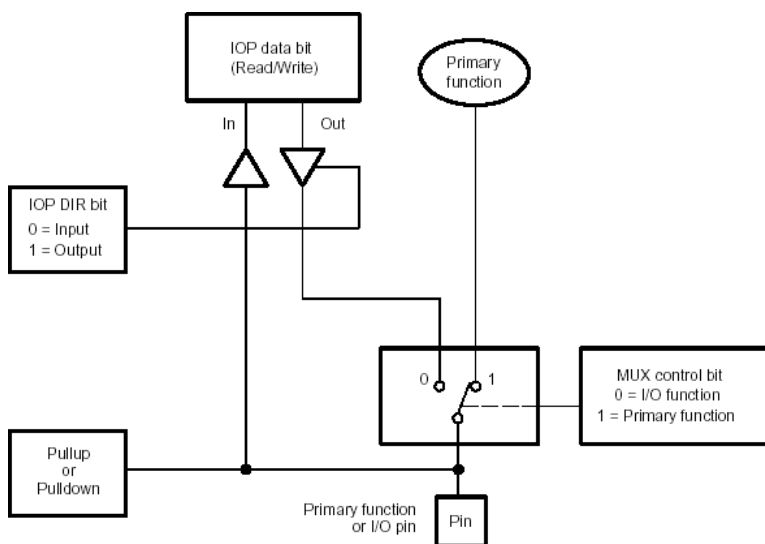 IOP data bit
(Read/Write)
Primary
function
In
Out
IOP DIR bit
0 = Input
1 = Output
0
1
MUX control bit
0 = I/O function
1 = Primary function
Pullup
or
Pulldown
Primary function
or I/O pin
Pin